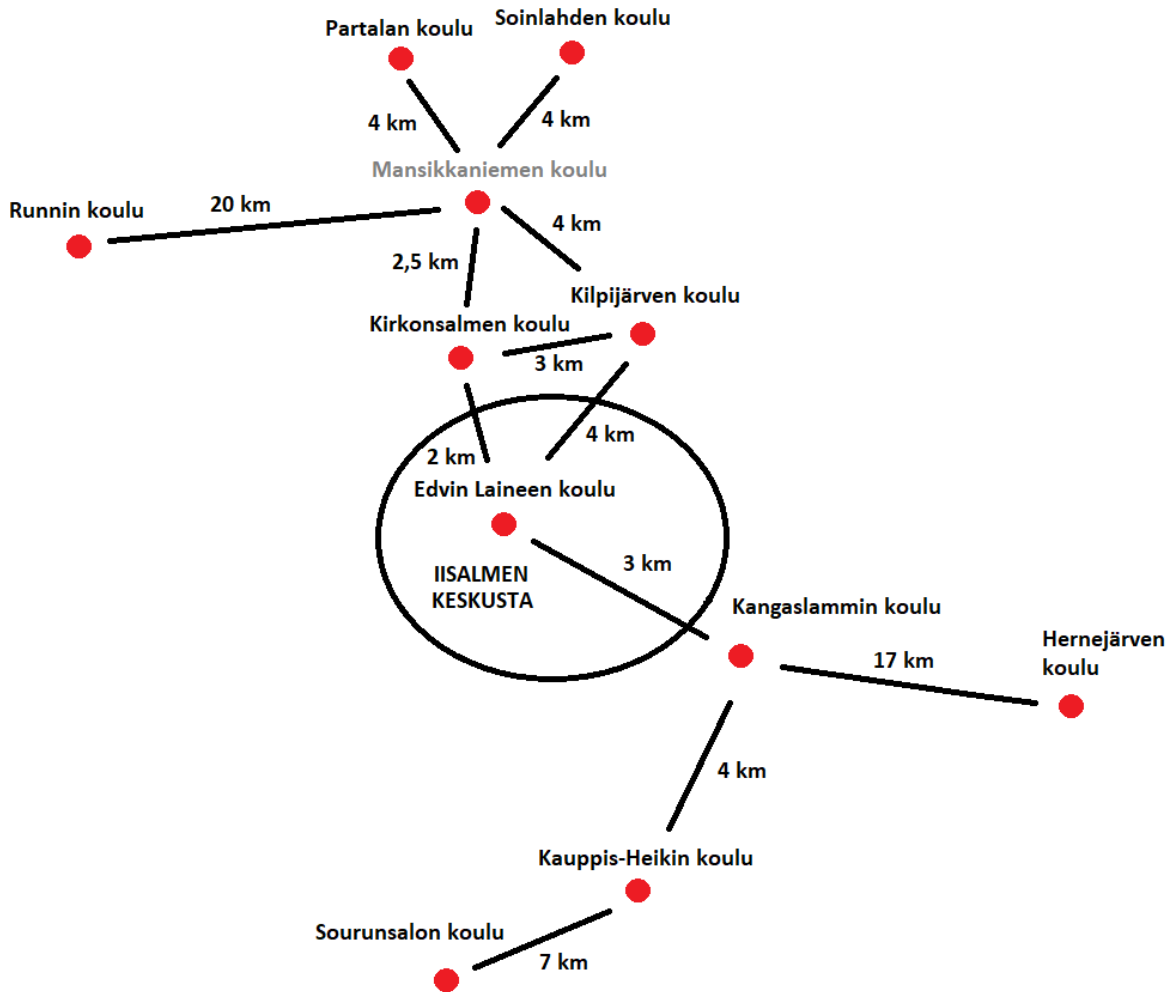 Soinlahden koulu
Partalan koulu
4 km
4 km
Mansikkaniemen koulu
Runnin koulu
20 km
4 km
2,5 km
Kilpijärven koulu
Kirkonsalmen koulu
3 km
4 km
2 km
Edvin Laineen koulu
3 km
IISALMEN
KESKUSTA
Kangaslammin koulu
Hernejärven
koulu
17 km
4 km
Kauppis-Heikin koulu
Sourunsalon koulu
7 km